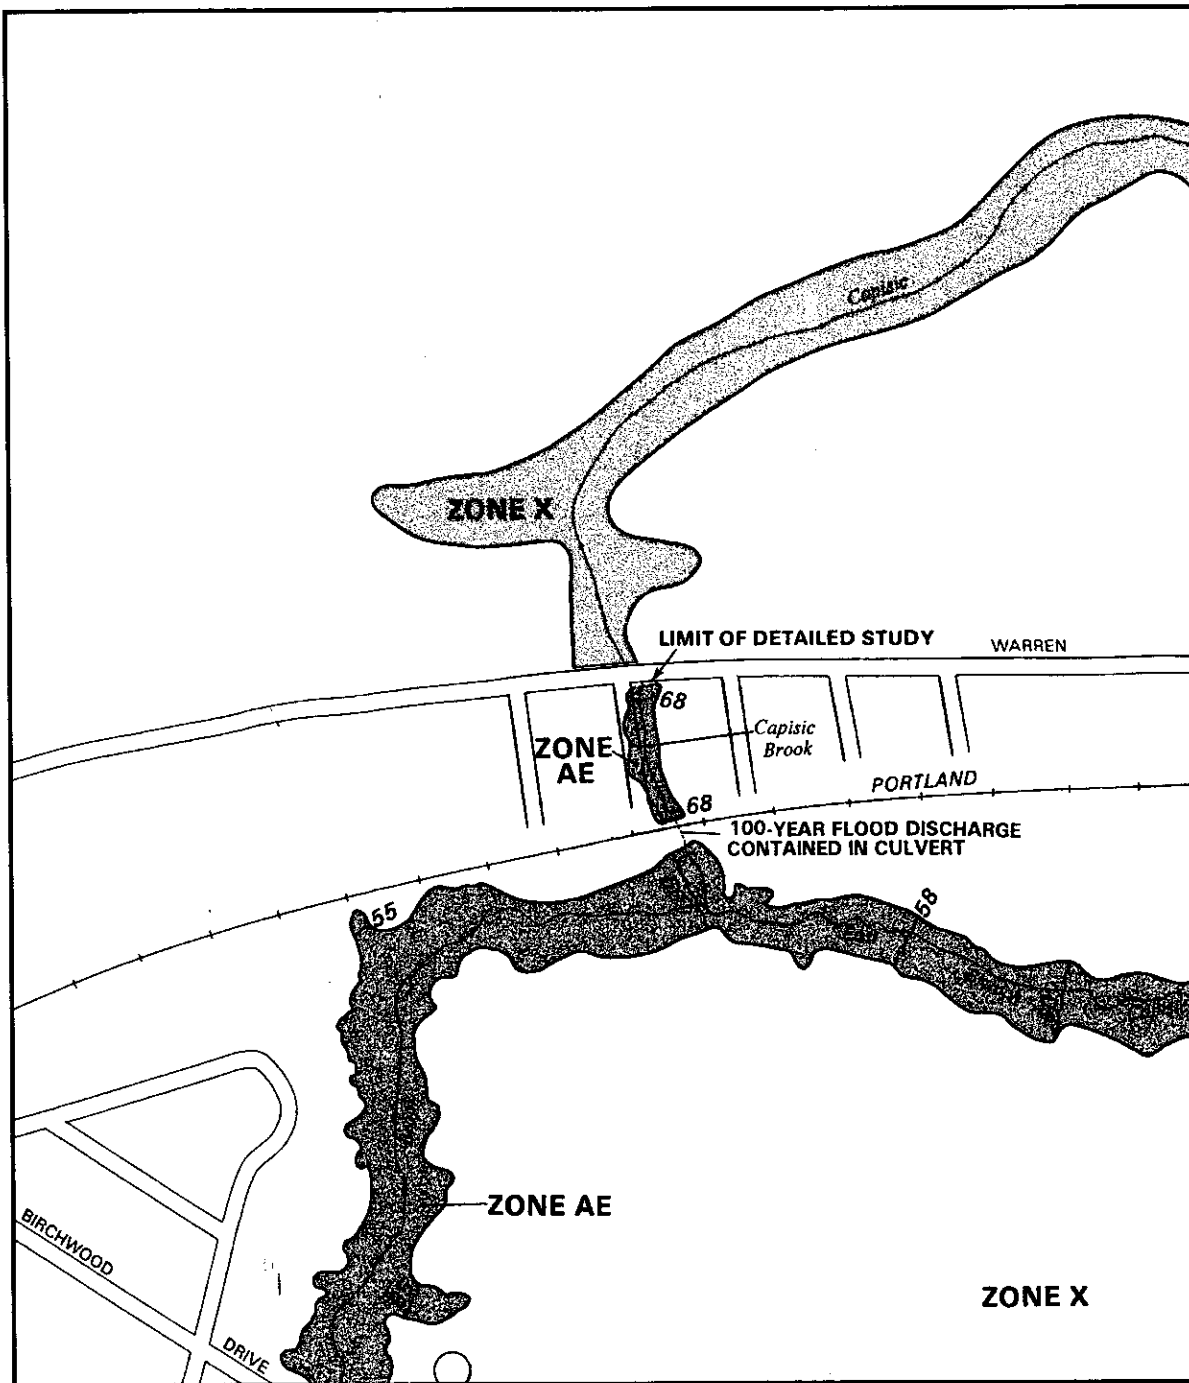 Capisic
ZONE X
LIMIT OF DETAILED STUDY
WARREN
68
ZONE
AE
Capisic
Brook
PORTLAND
68
100-YEAR FLOOD DISCHARGE
CONTAINED IN CULVERT
55
58
ZONE AE
BIRCHWOOD
DRIVE
ZONE X